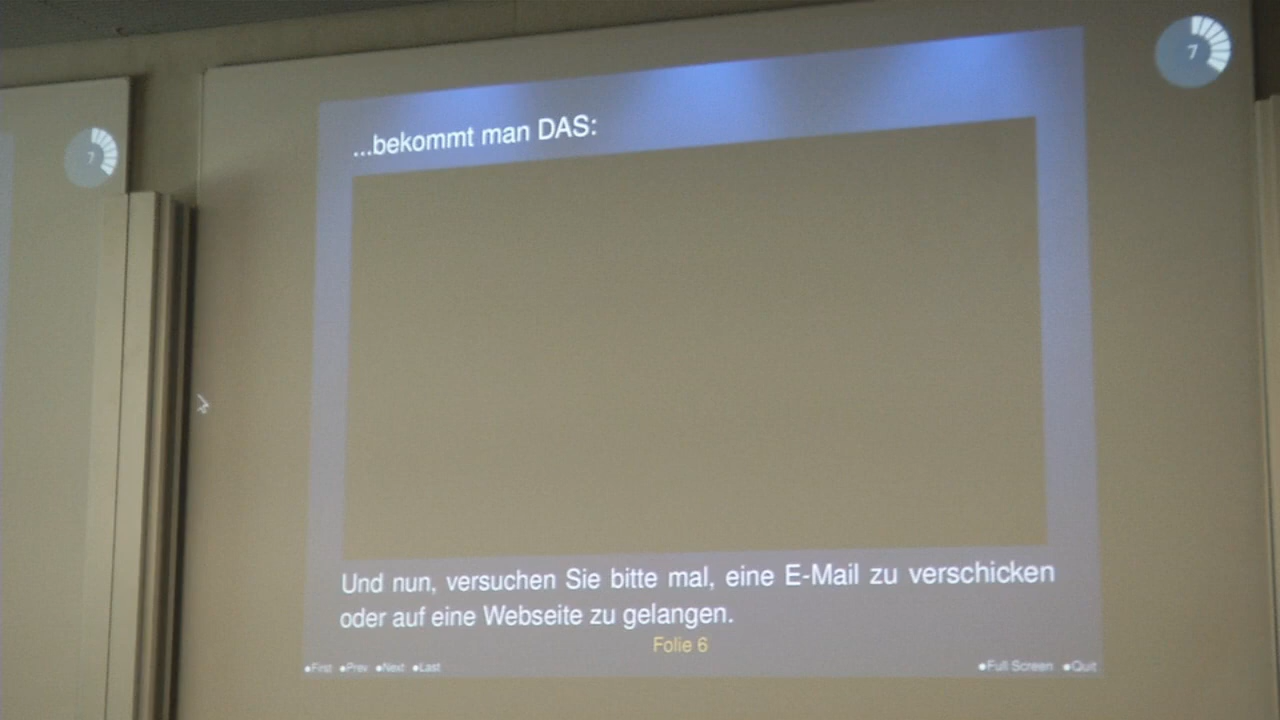 7
7
...bekommt man DAS:
Und nun, versuchen Sie bitte mal, eine E-Mail zu verschicken
oder auf eine Webseite zu gelangen.
Folie 6
●First ●Prev ●Next ●Last ●Full Screen ●Quit